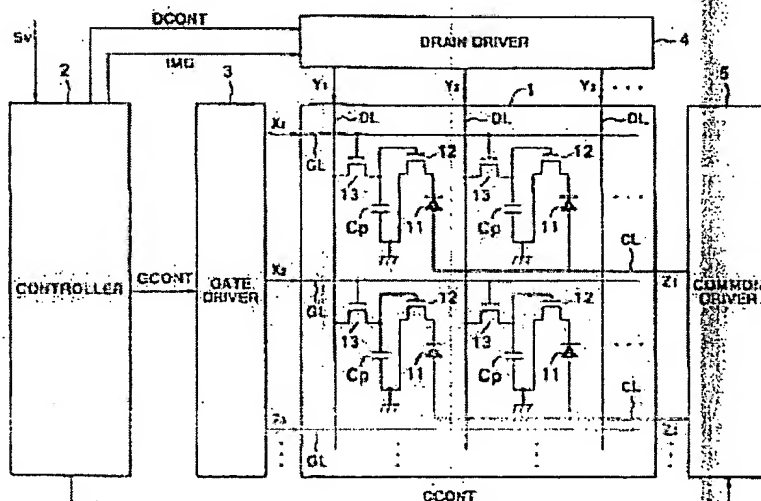 DCONT
Sv
IMG
DRAIN DRIVER
4
2
3
Y1 Y2 Y3 ...
1
5
X1
DL DL DL
GL
12 12
13 13
Cp 11 Cp 11
CL
CONTROLLER
GCONT
GATE DRIVER
X2
Z1
COMMON DRIVER
GL
12 12
13 13
Cp 11 Cp 11
CL
GL
CCONT